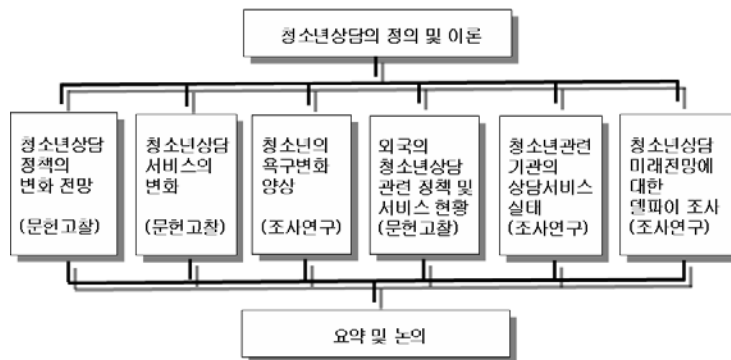 청소년상담의 정의 및 이론
청소년상담
정책의
변화 전망
(문헌고찰)
청소년상담
서비스의
변화
(문헌고찰)
청소년의
욕구변화
양상
(조사연구)
외국의
청소년상담
관련 정책 및
서비스 현황
(문헌고찰)
청소년관련
기관의
상담서비스
실태
(조사연구)
청소년상담
미래전망에
대한
델파이 조사
(조사연구)
요약 및 논의